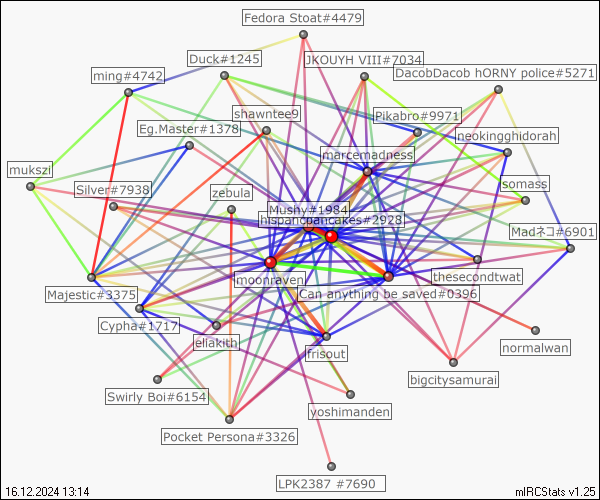 Fedora Stoat#4479
Duck#1245
JKOUYH VIII#7034
ming#4742
DacobDacob hORNY police#5271
shawntee9
Pikabro#9971
Eg.Master#1378
neokingghidorah
marcemadness
mukszi
Silver#7938
zebula
somass
Mushy#1984
hispanicpancakes#2928
Madネコ#6901
moonraven
thesecondtwat
Majestic#3375
Can anything be saved#0396
Cypha#1717
eliakith
frisout
normalwan
bigcitysamurai
Swirly Boi#6154
yoshimanden
Pocket Persona#3326
LPK2387 #7690
16.12.2024 13:14
mIRCStats v1.25